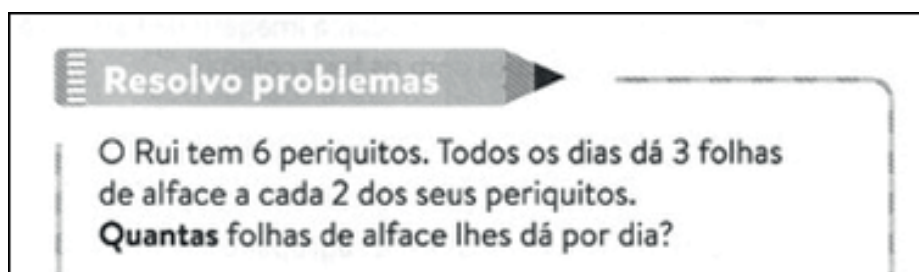 Resolvo problemas
O Rui tem 6 periquitos. Todos os dias dá 3 folhas
de alface a cada 2 dos seus periquitos.
Quantas folhas de alface lhes dá por dia?